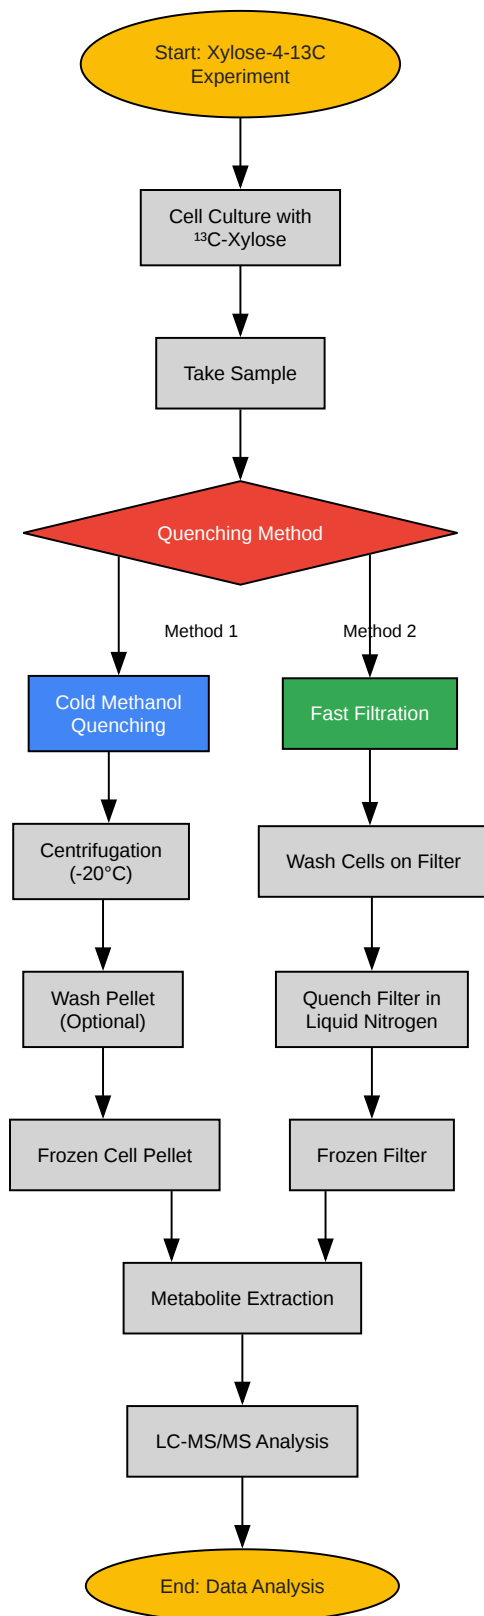 Start: Xylose-4-13C
Experiment
Cell Culture with
¹³C-Xylose
Take Sample
Quenching Method
Method 1
Method 2
Cold Methanol
Quenching
Fast Filtration
Centrifugation
(-20°C)
Wash Cells on Filter
Wash Pellet
(Optional)
Quench Filter in
Liquid Nitrogen
Frozen Cell Pellet
Frozen Filter
Metabolite Extraction
LC-MS/MS Analysis
End: Data Analysis